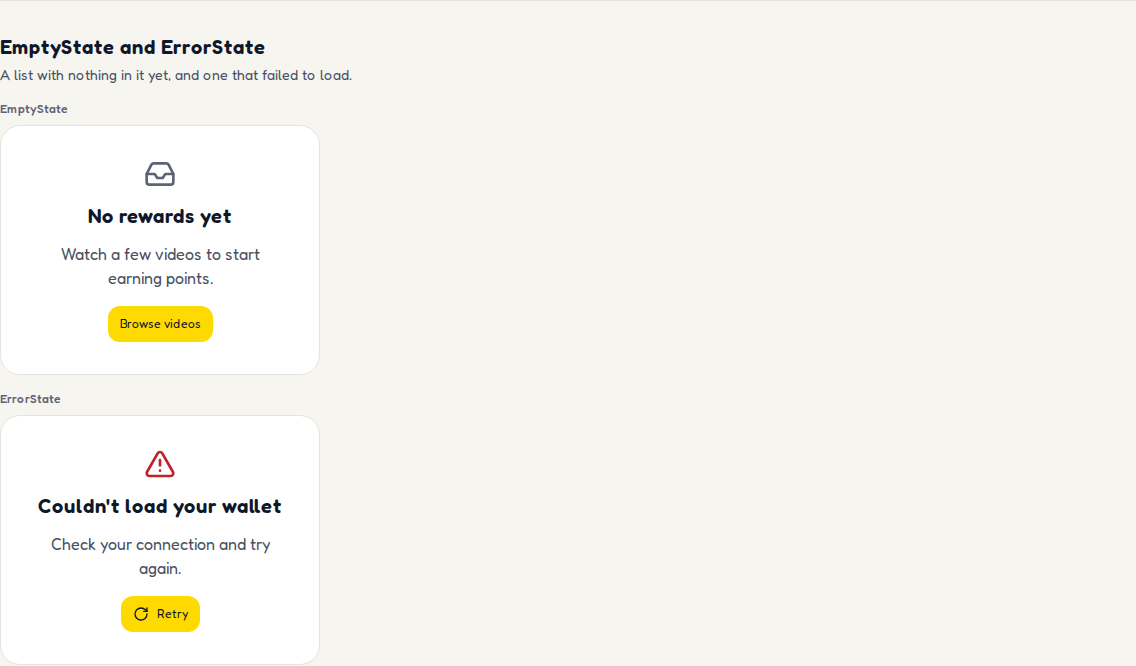 EmptyState and ErrorState
A list with nothing in it yet, and one that failed to load.
EmptyState
No rewards yet
Watch a few videos to start
earning points.
Browse videos
ErrorState
Couldn't load your wallet
Check your connection and try
again.
Retry